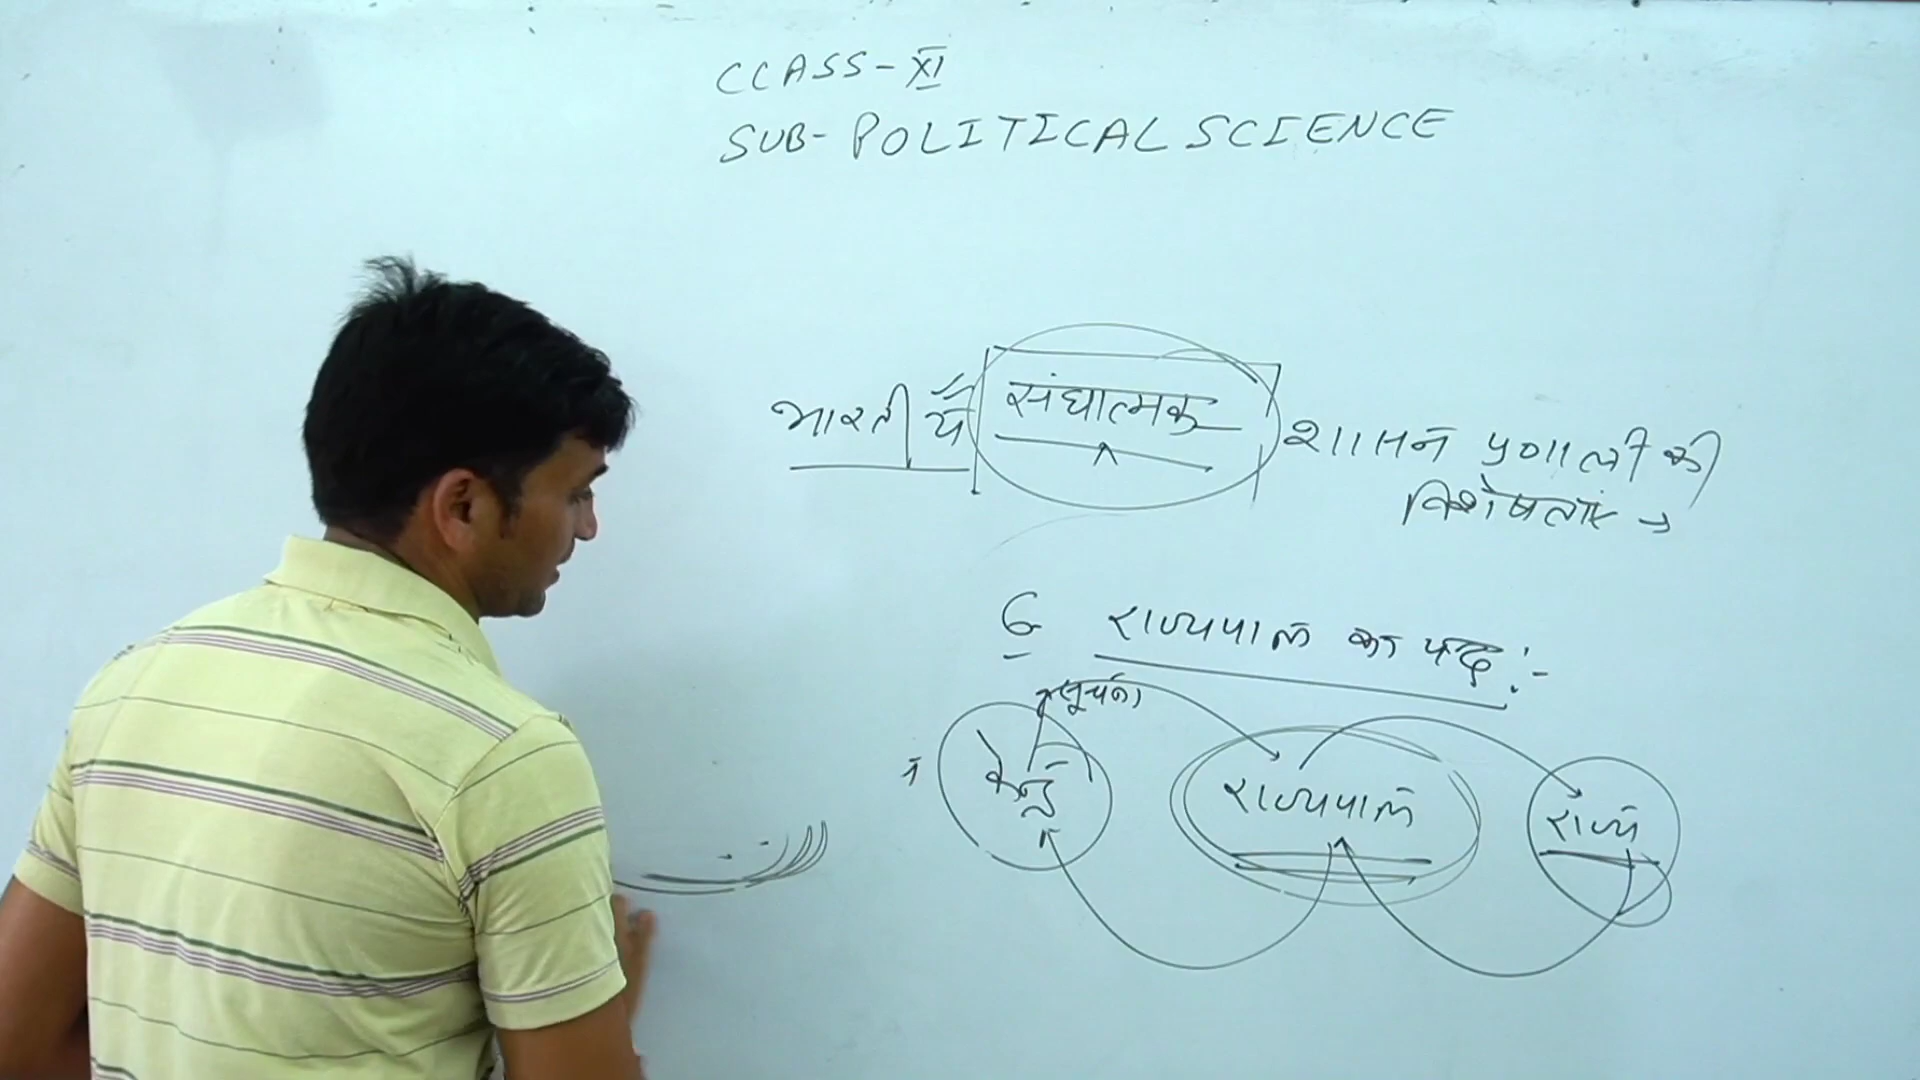 CLASS-XI
SUB-POLITICAL SCIENCE
भारतीय संघात्मक शासन प्रणाली की
विशेषताएं →
6 राज्यपाल का पद :-
सूचना
केन्द्र राज्यपाल राज्य